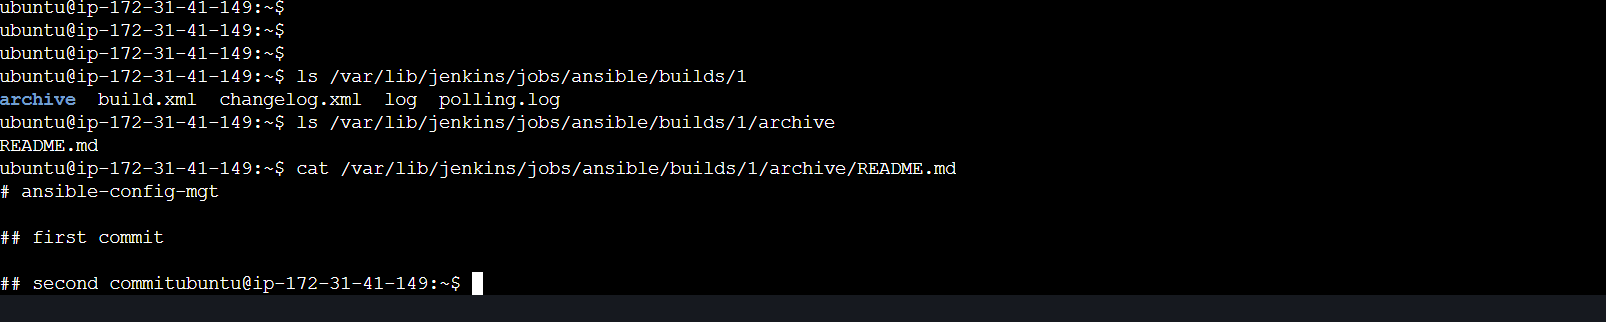 ubuntu@ip-172-31-41-149:~$
ubuntu@ip-172-31-41-149:~$
ubuntu@ip-172-31-41-149:~$
ubuntu@ip-172-31-41-149:~$ ls /var/lib/jenkins/jobs/ansible/builds/1
archive  build.xml  changelog.xml  log  polling.log
ubuntu@ip-172-31-41-149:~$ ls /var/lib/jenkins/jobs/ansible/builds/1/archive
README.md
ubuntu@ip-172-31-41-149:~$ cat /var/lib/jenkins/jobs/ansible/builds/1/archive/README.md
# ansible-config-mgt
## first commit
## second commitubuntu@ip-172-31-41-149:~$